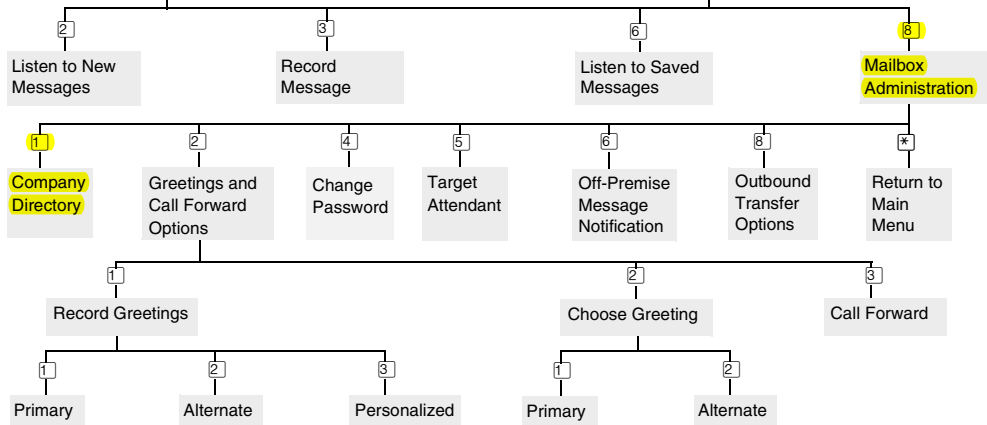 2 3 6 8
Listen to New
Messages
Record
Message
Listen to Saved
Messages
Mailbox
Administration
1 2 4 5 6 8 *
Company
Directory
Greetings and
Call Forward
Options
Change
Password
Target
Attendant
Off-Premise
Message
Notification
Outbound
Transfer
Options
Return to
Main
Menu
1 2 3
Record Greetings
Choose Greeting
Call Forward
1 2 3 1 2
Primary
Alternate
Personalized
Primary
Alternate